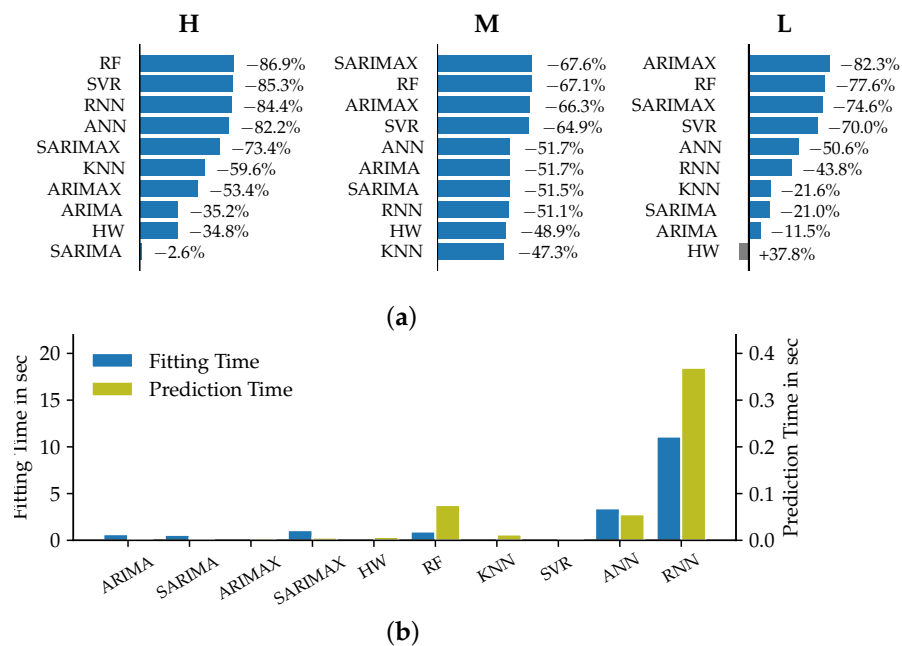 H M L
RF −86.9% SARIMAX −67.6% ARIMAX −82.3%
SVR −85.3% RF −67.1% RF −77.6%
RNN −84.4% ARIMAX −66.3% SARIMAX −74.6%
ANN −82.2% SVR −64.9% SVR −70.0%
SARIMAX −73.4% ANN −51.7% ANN −50.6%
KNN −59.6% ARIMA −51.7% RNN −43.8%
ARIMAX −53.4% SARIMA −51.5% KNN −21.6%
ARIMA −35.2% RNN −51.1% SARIMA −21.0%
HW −34.8% HW −48.9% ARIMA −11.5%
SARIMA −2.6% KNN −47.3% HW +37.8%
(a)
Fitting Time in sec
20
15
10
5
0
Fitting Time
Prediction Time
0.4
0.3
0.2
0.1
0.0
Prediction Time in sec
ARIMA SARIMA ARIMAX SARIMAX HW RF KNN SVR ANN RNN
(b)